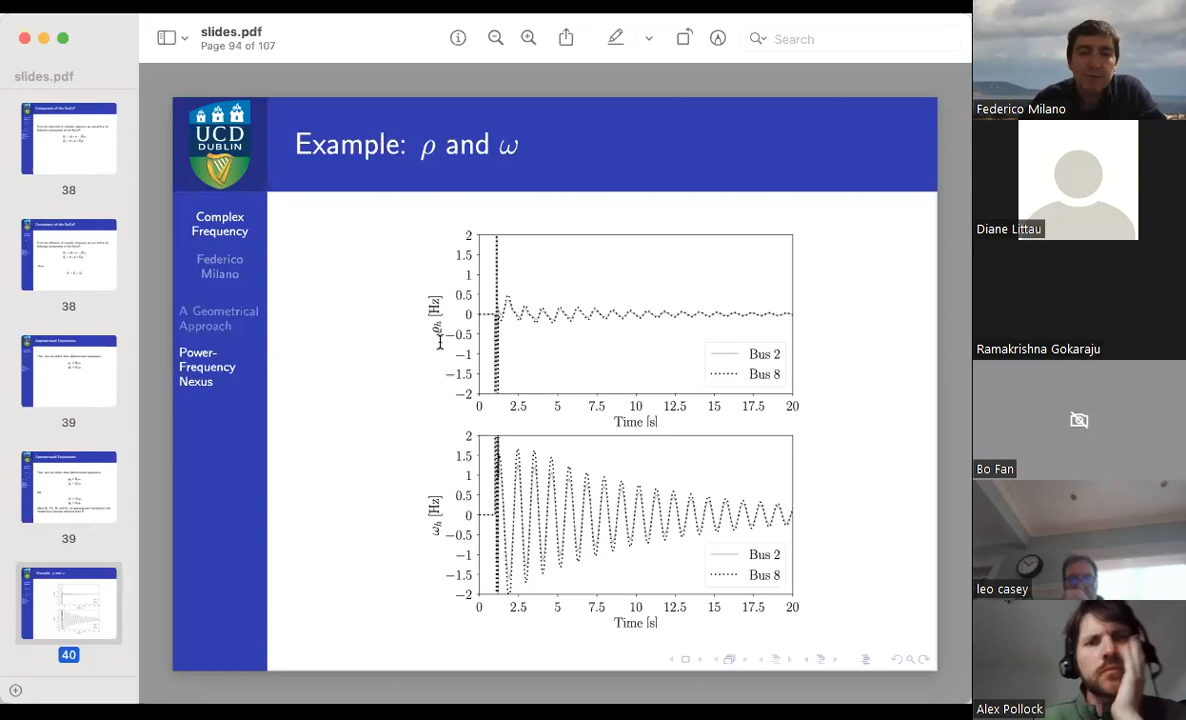 slides.pdf
Page 94 of 107
Search
slides.pdf
38
38
39
39
40
UCD
DUBLIN
Example: ρ and ω
Complex
Frequency
Federico
Milano
A Geometrical
Approach
Power-
Frequency
Nexus
2
1.5
1
0.5
0
−0.5
−1
−1.5
−2
ϱh [Hz]
Bus 2
Bus 8
0 2.5 5 7.5 10 12.5 15 17.5 20
Time [s]
2
1.5
1
0.5
0
−0.5
−1
−1.5
−2
ωh [Hz]
Bus 2
Bus 8
0 2.5 5 7.5 10 12.5 15 17.5 20
Time [s]
Federico Milano
Diane Littau
Ramakrishna Gokaraju
Bo Fan
leo casey
Alex Pollock